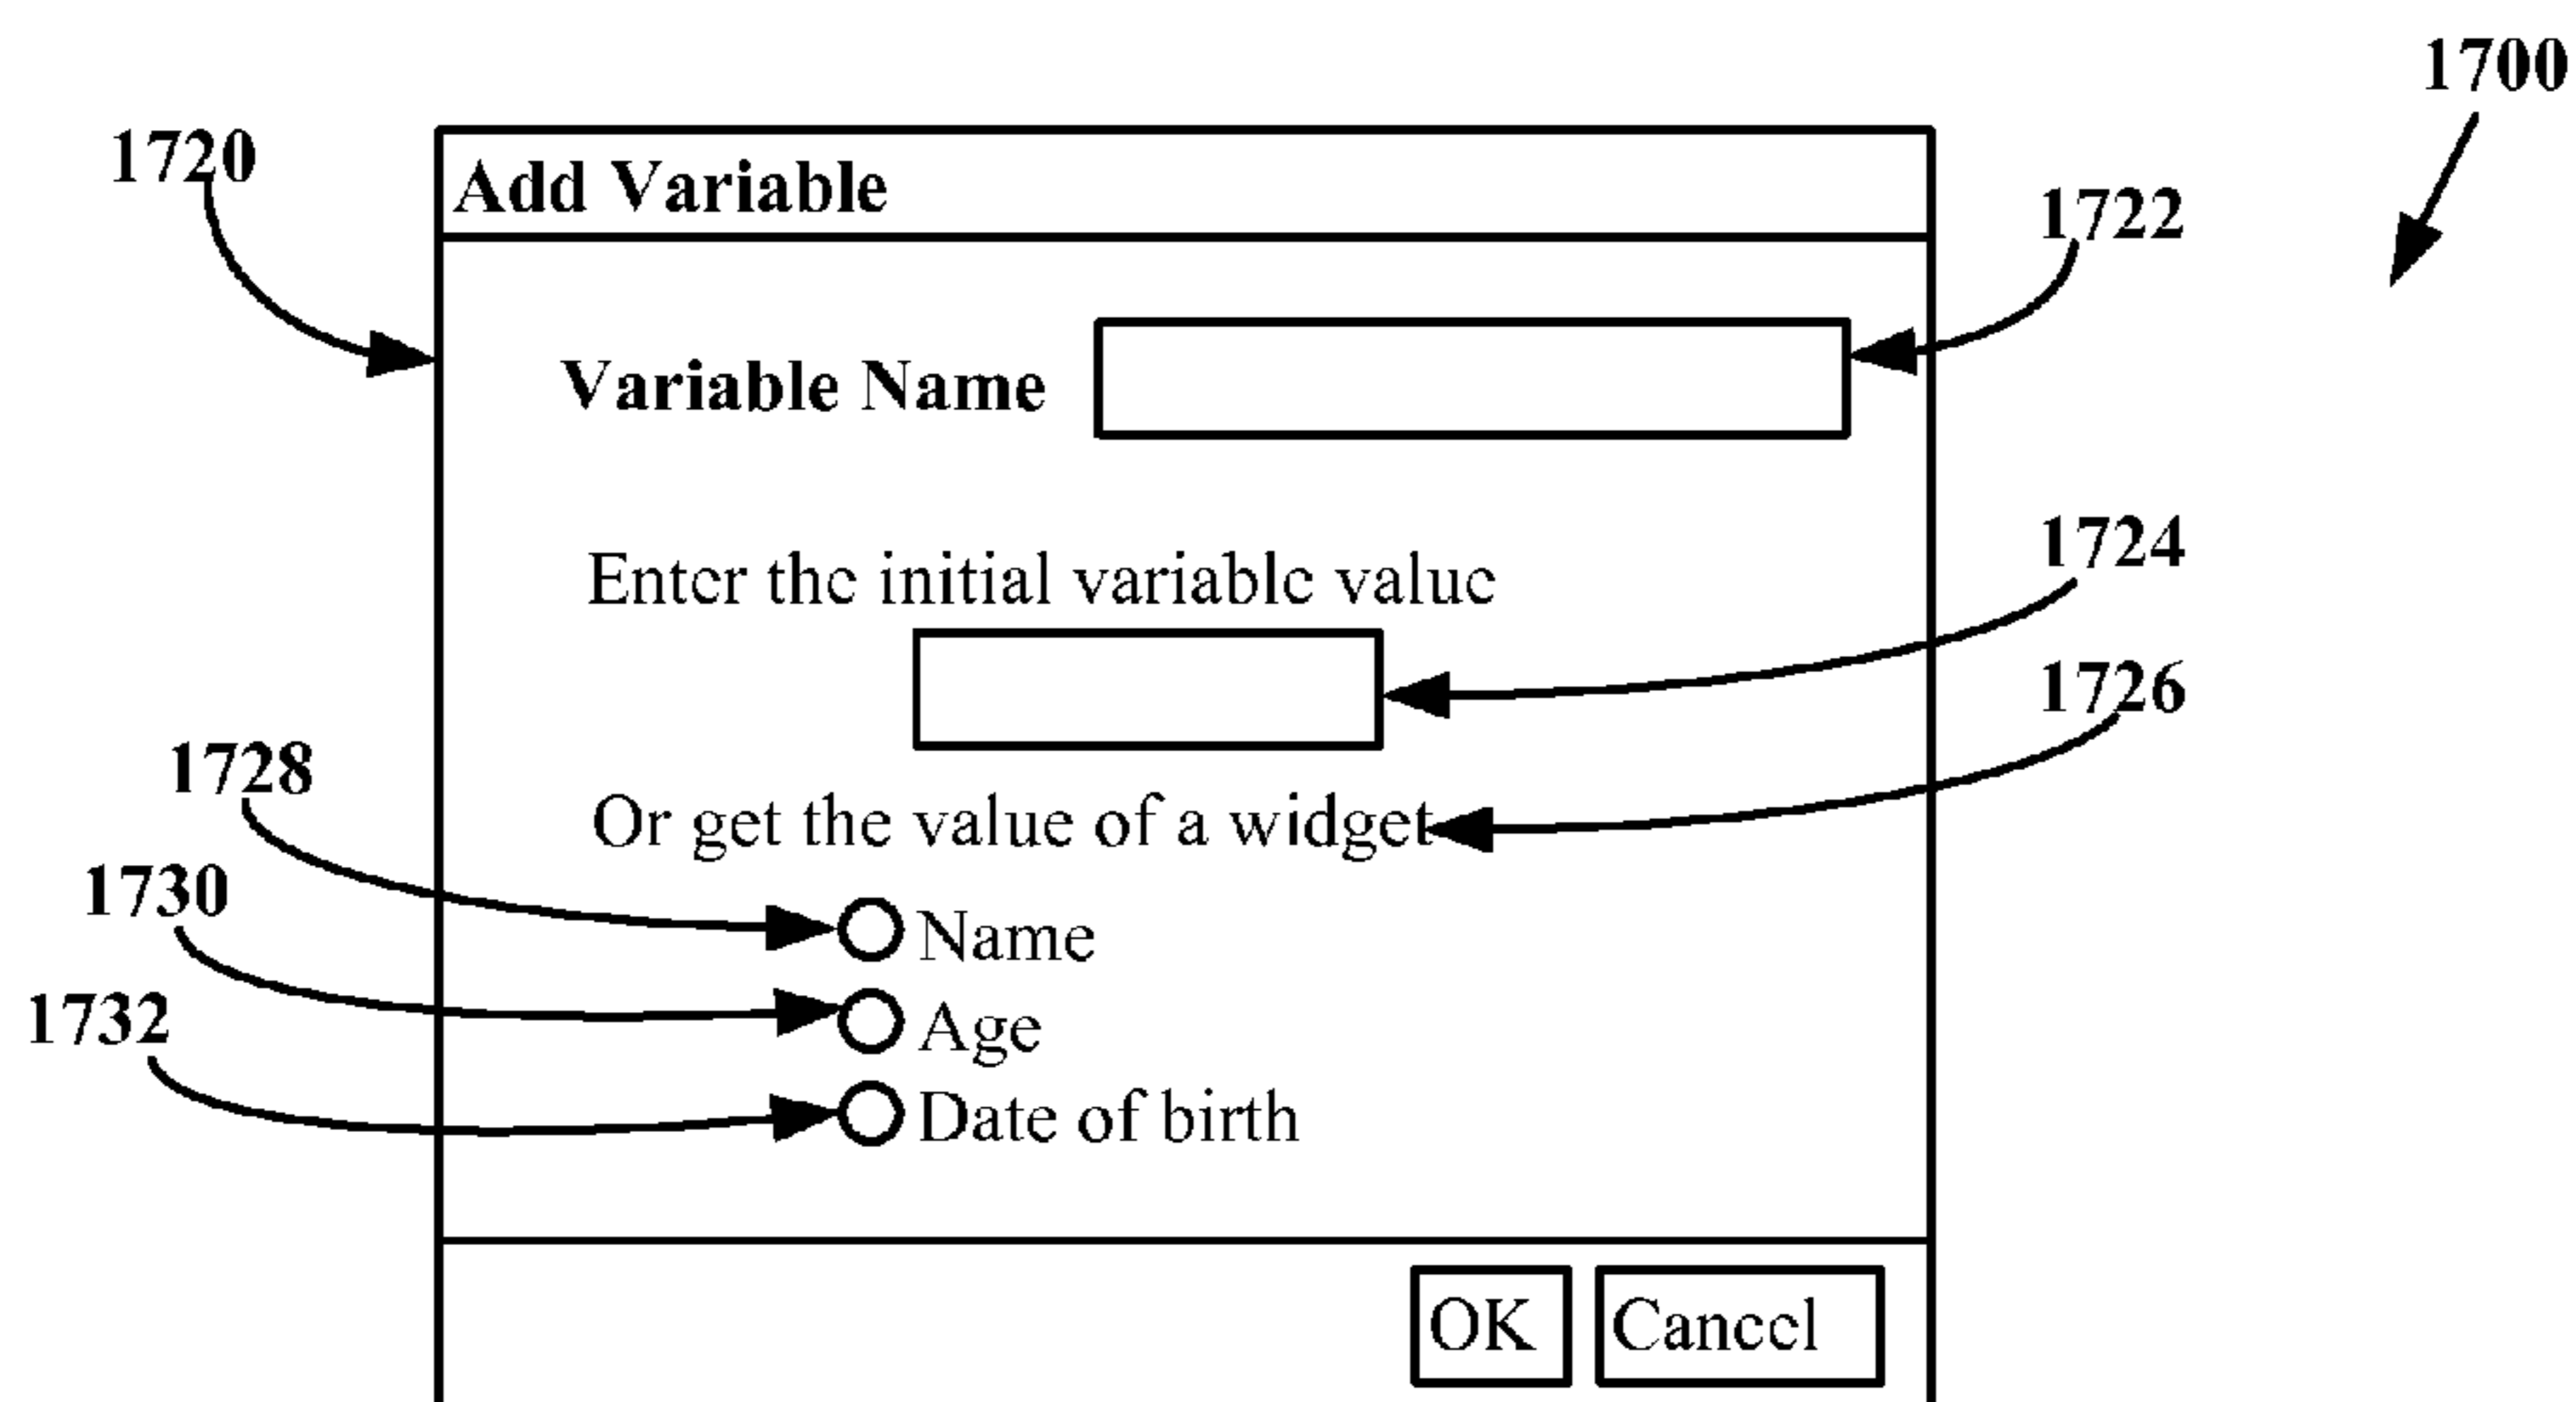 1700
1720
Add Variable
1722
Variable Name
1724
Enter the initial variable value
1726
1728
Or get the value of a widget
1730
Name
1732
Age
Date of birth
OK Cancel